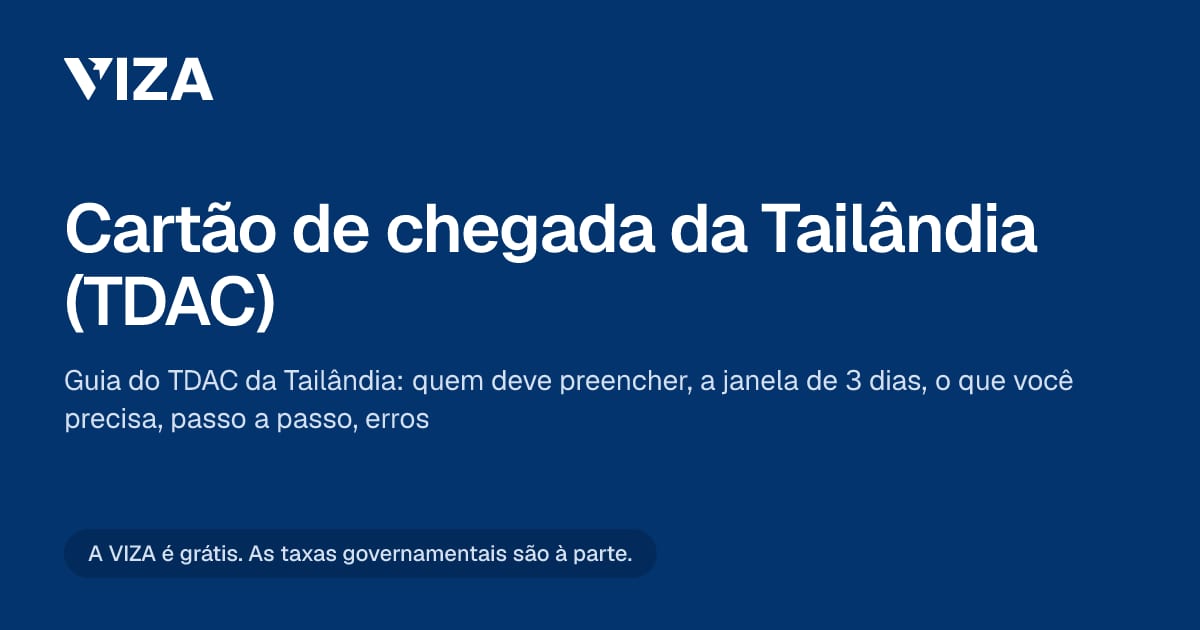 VIZA
Cartão de chegada da Tailândia
(TDAC)
Guia do TDAC da Tailândia: quem deve preencher, a janela de 3 dias, o que você
precisa, passo a passo, erros
A VIZA é grátis. As taxas governamentais são à parte.